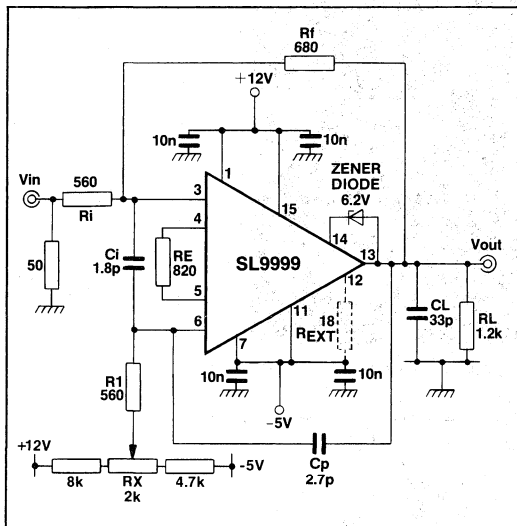 Rf
680
+12V
10n
10n
ZENER
DIODE
6.2V
Vin
560
Ri
1
3
4
15
14
13
Vout
50
Ci
1.8p
RE
820
SL9999
12
5
6
7
11
18
REXT
CL
33p
RL
1.2k
10n
10n
-5V
R1
560
+12V
-5V
8k
RX
2k
4.7k
Cp
2.7p